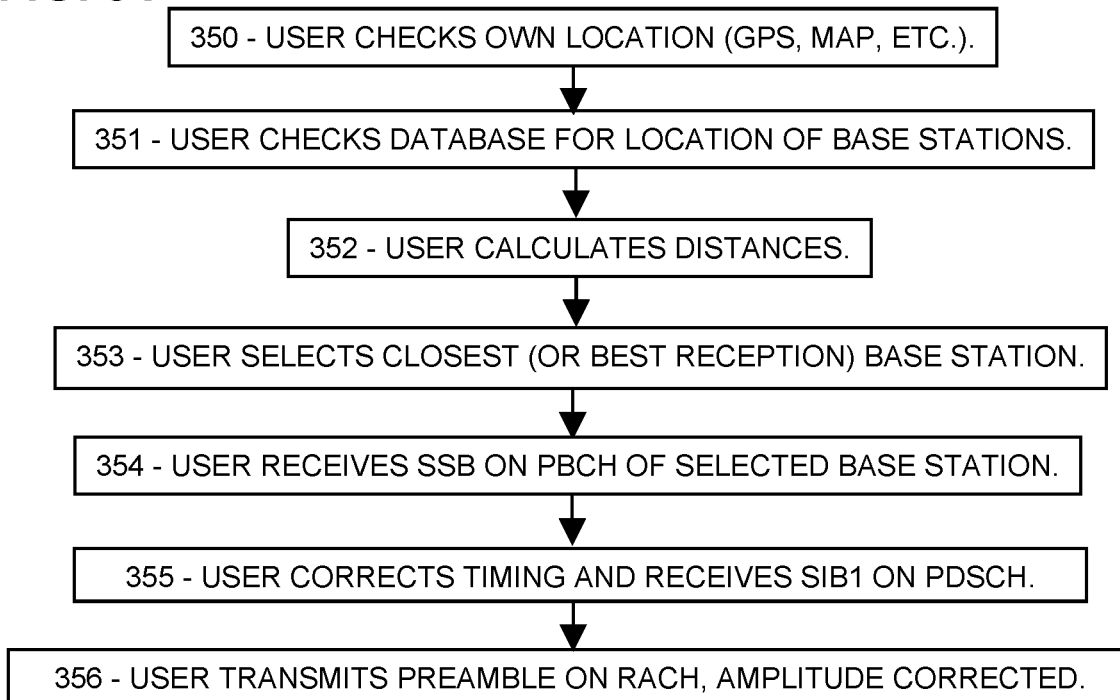 350 - USER CHECKS OWN LOCATION (GPS, MAP, ETC.).
351 - USER CHECKS DATABASE FOR LOCATION OF BASE STATIONS.
352 - USER CALCULATES DISTANCES.
353 - USER SELECTS CLOSEST (OR BEST RECEPTION) BASE STATION.
354 - USER RECEIVES SSB ON PBCH OF SELECTED BASE STATION.
355 - USER CORRECTS TIMING AND RECEIVES SIB1 ON PDSCH.
356 - USER TRANSMITS PREAMBLE ON RACH, AMPLITUDE CORRECTED.